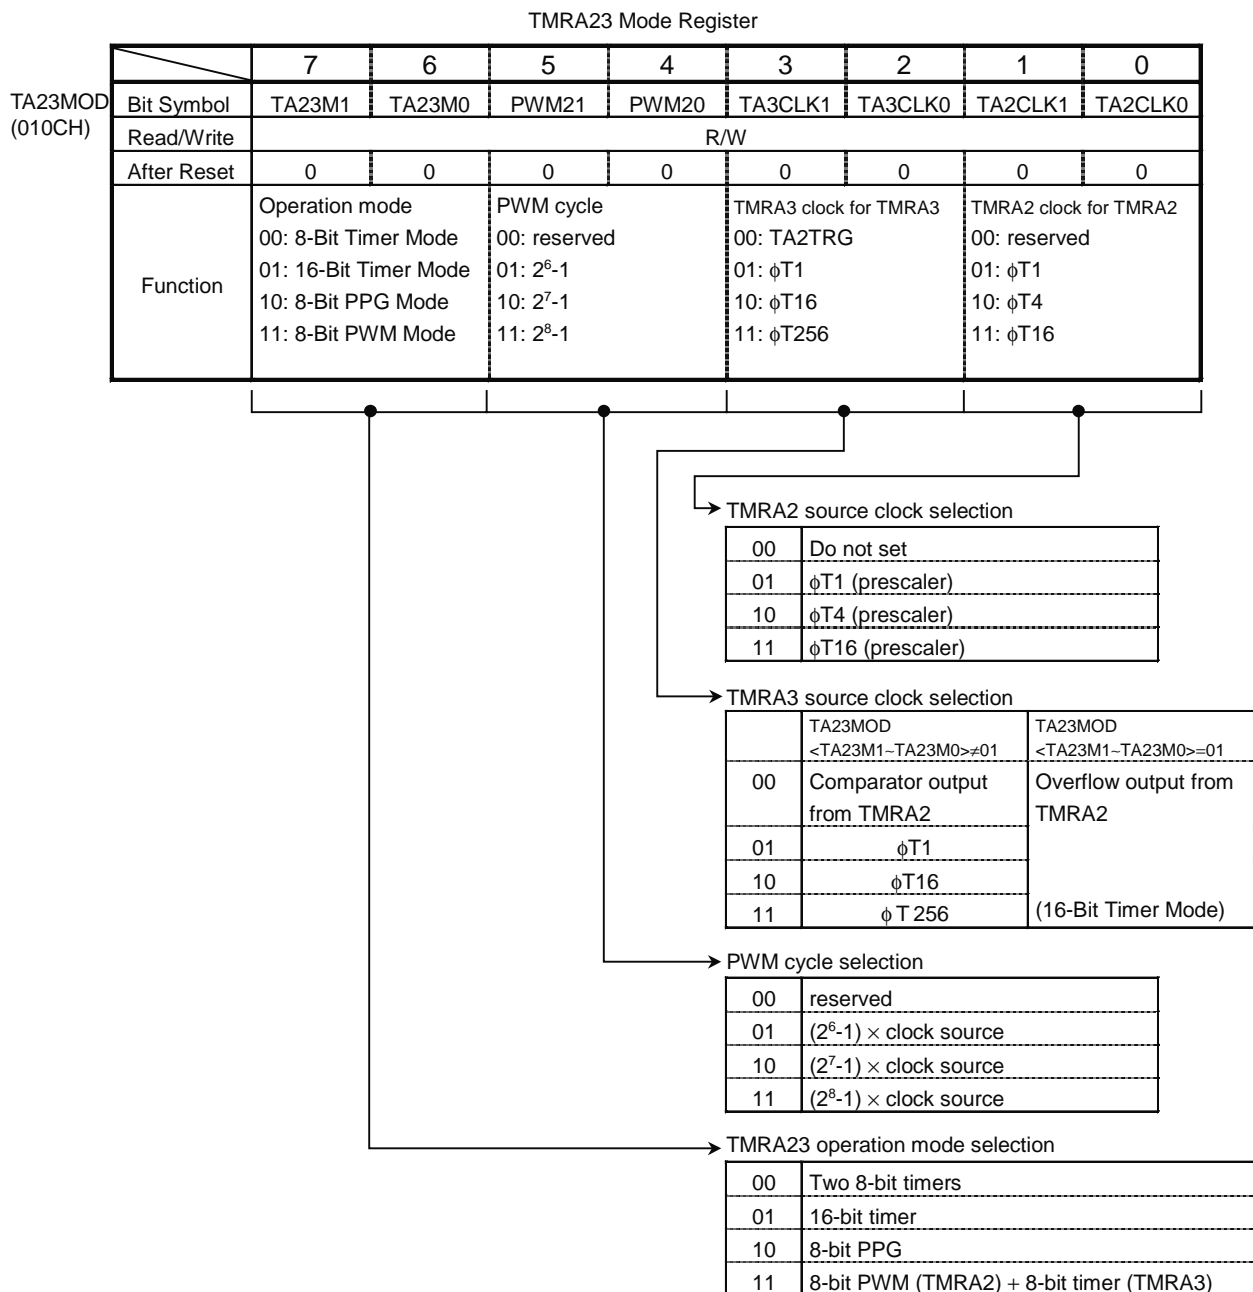 TMRA23 Mode Register
7 6 5 4 3 2 1 0
TA23MOD (010CH)
Bit Symbol TA23M1 TA23M0 PWM21 PWM20 TA3CLK1 TA3CLK0 TA2CLK1 TA2CLK0
Read/Write R/W
After Reset 0 0 0 0 0 0 0 0
Function
Operation mode
00: 8-Bit Timer Mode
01: 16-Bit Timer Mode
10: 8-Bit PPG Mode
11: 8-Bit PWM Mode
PWM cycle
00: reserved
01: 2⁶-1
10: 2⁷-1
11: 2⁸-1
TMRA3 clock for TMRA3
00: TA2TRG
01: ϕT1
10: ϕT16
11: ϕT256
TMRA2 clock for TMRA2
00: reserved
01: ϕT1
10: ϕT4
11: ϕT16
TMRA2 source clock selection
00 Do not set
01 ϕT1 (prescaler)
10 ϕT4 (prescaler)
11 ϕT16 (prescaler)
TMRA3 source clock selection
TA23MOD <TA23M1~TA23M0>≠01
TA23MOD <TA23M1~TA23M0>=01
00 Comparator output from TMRA2
Overflow output from TMRA2
01 ϕT1
10 ϕT16
11 ϕT256
(16-Bit Timer Mode)
PWM cycle selection
00 reserved
01 (2⁶-1) × clock source
10 (2⁷-1) × clock source
11 (2⁸-1) × clock source
TMRA23 operation mode selection
00 Two 8-bit timers
01 16-bit timer
10 8-bit PPG
11 8-bit PWM (TMRA2) + 8-bit timer (TMRA3)